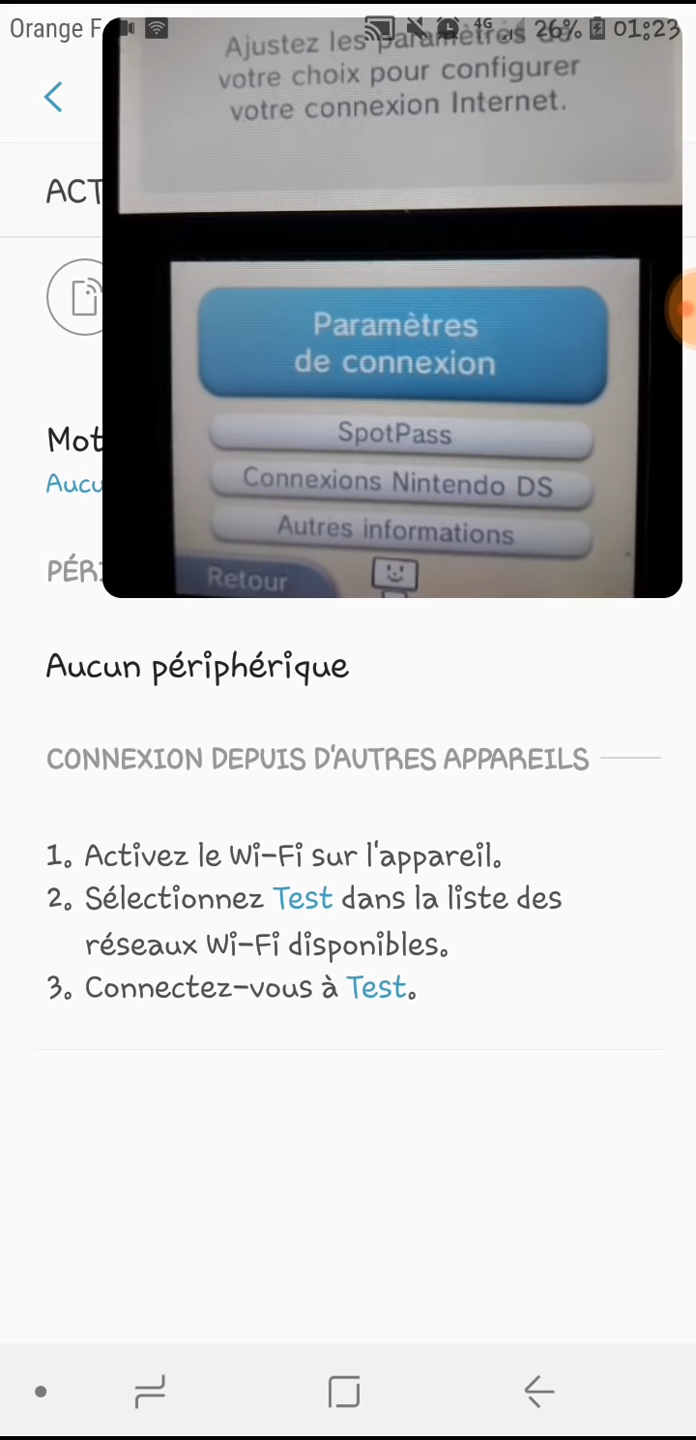 Orange F
4G
26%
01:23
Ajustez les paramètres de
votre choix pour configurer
votre connexion Internet.
ACT
Paramètres
de connexion
SpotPass
Mot
Connexions Nintendo DS
Aucu
Autres informations
PÉRI
Retour
Aucun périphérique
CONNEXION DEPUIS D'AUTRES APPAREILS
1. Activez le Wi-Fi sur l'appareil.
2. Sélectionnez Test dans la liste des
réseaux Wi-Fi disponibles.
3. Connectez-vous à Test.